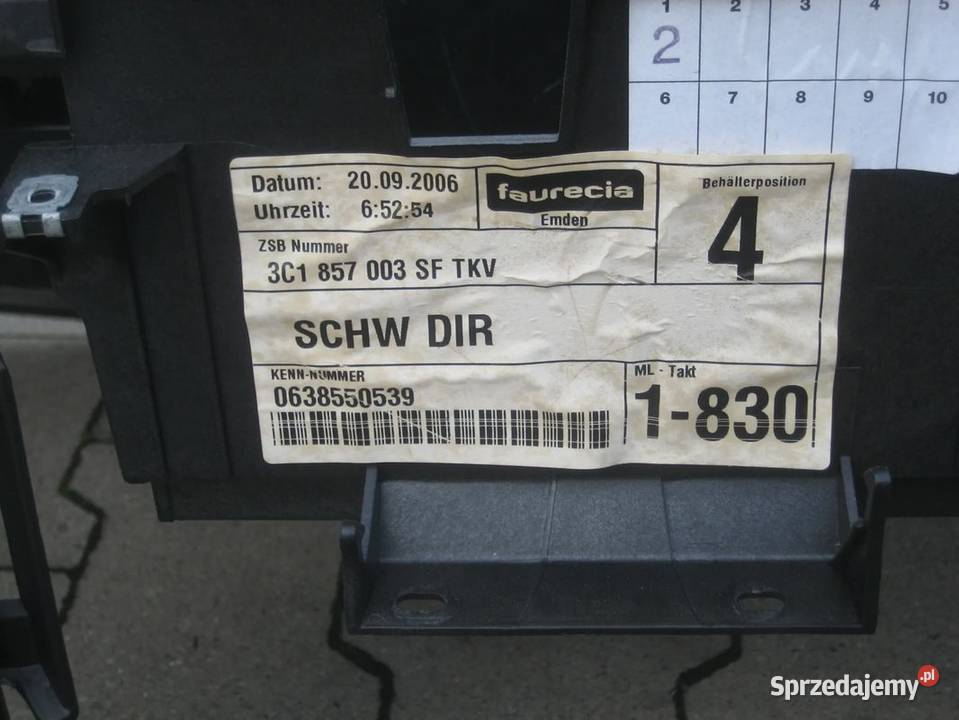 1 2 3 4 5
2
6 7 8 9 10
Datum: 20.09.2006
Uhrzeit: 6:52:54
faurecia
Emden
Behälterposition
4
ZSB Nummer
3C1 857 003 SF TKV
SCHW DIR
KENN-NUMMER
0638550539
ML - Takt
1-830
Sprzedajemy.pl